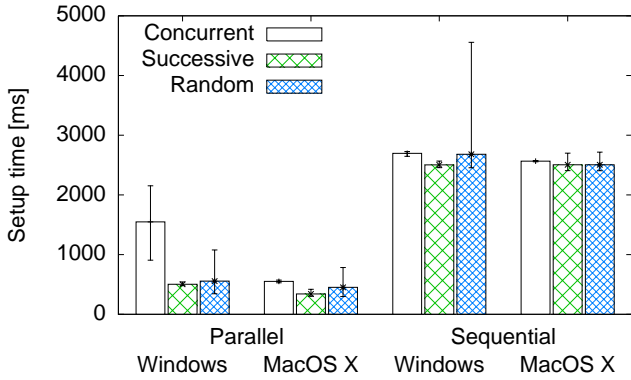 Setup time [ms]
5000
4000
3000
2000
1000
0
Concurrent
Successive
Random
Parallel Sequential
Windows MacOS X Windows MacOS X